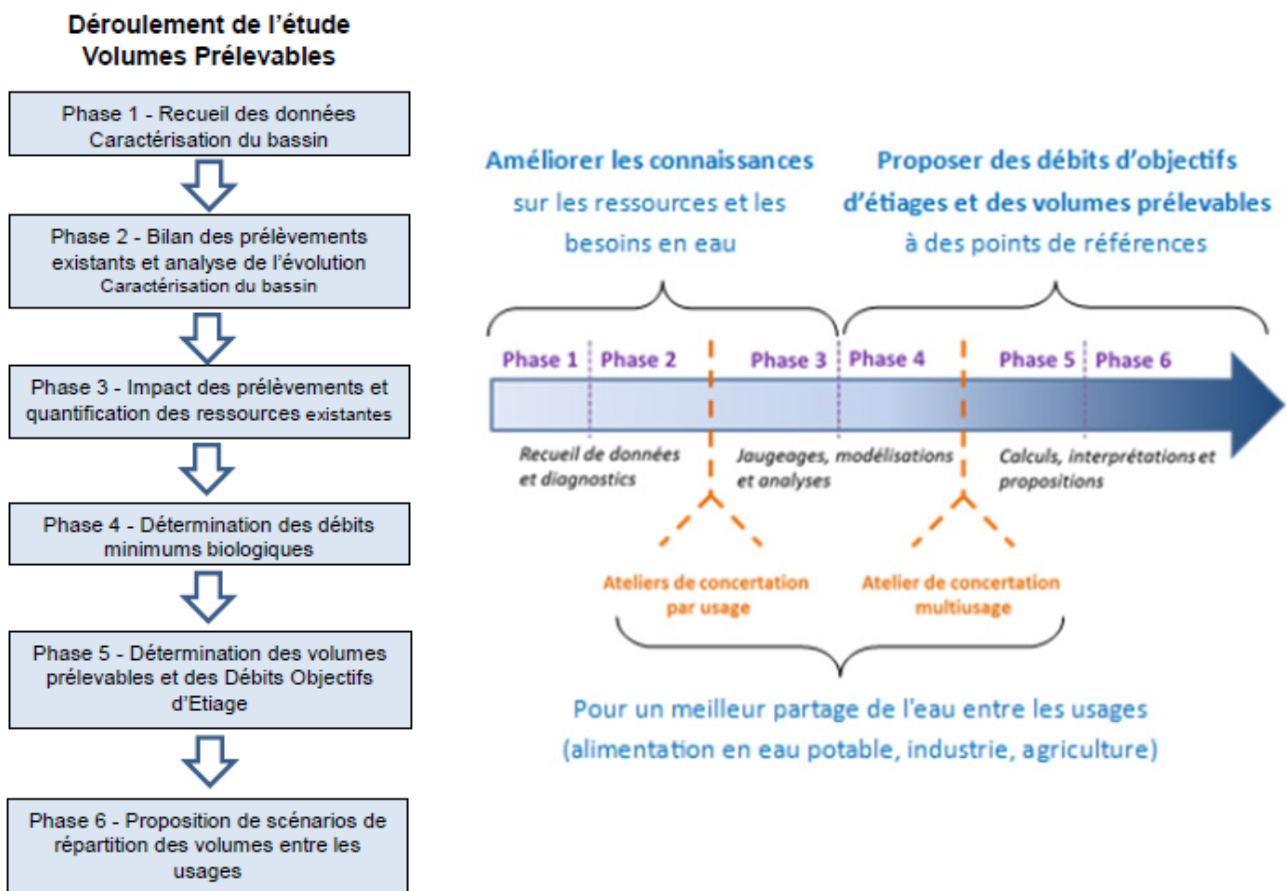 Déroulement de l'étude
Volumes Prélevables
Phase 1 - Recueil des données
Caractérisation du bassin
Phase 2 - Bilan des prélèvements
existants et analyse de l'évolution
Caractérisation du bassin
Phase 3 - Impact des prélèvements et
quantification des ressources existantes
Phase 4 - Détermination des débits
minimums biologiques
Phase 5 - Détermination des volumes
prélevables et des Débits Objectifs
d'Etiage
Phase 6 - Proposition de scénarios de
répartition des volumes entre les
usages
Améliorer les connaissances
sur les ressources et les
besoins en eau
Proposer des débits d'objectifs
d'étiages et des volumes prélevables
à des points de références
Phase 1 Phase 2 Phase 3 Phase 4 Phase 5 Phase 6
Recueil de données
et diagnostics
Jaugeages, modélisations
et analyses
Calculs, interprétations et
propositions
Ateliers de concertation
par usage
Atelier de concertation
multiusage
Pour un meilleur partage de l'eau entre les usages
(alimentation en eau potable, industrie, agriculture)